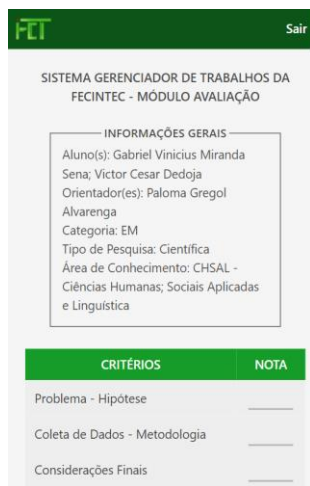 FET
Sair
SISTEMA GERENCIADOR DE TRABALHOS DA
FECINTEC - MÓDULO AVALIAÇÃO
INFORMAÇÕES GERAIS
Aluno(s): Gabriel Vinicius Miranda
Sena; Victor Cesar Dedoja
Orientador(es): Paloma Gregol
Alvarenga
Categoria: EM
Tipo de Pesquisa: Científica
Área de Conhecimento: CHSAL -
Ciências Humanas; Sociais Aplicadas
e Linguística
CRITÉRIOS NOTA
Problema - Hipótese
Coleta de Dados - Metodologia
Considerações Finais